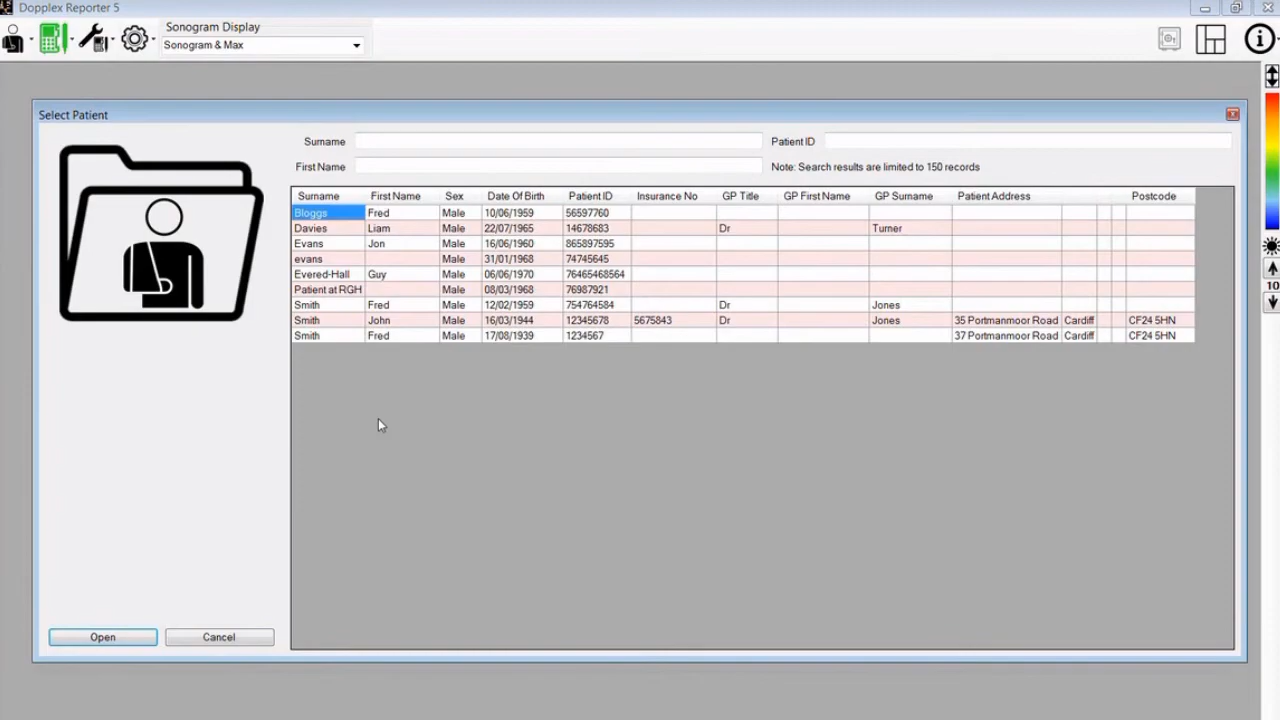 Dopplex Reporter 5
Sonogram Display
Sonogram & Max
Select Patient
Surname Patient ID
First Name Note: Search results are limited to 150 records
Surname First Name Sex Date Of Birth Patient ID Insurance No GP Title GP First Name GP Surname Patient Address Postcode
Bloggs Fred Male 10/06/1959 56597760
Davies Liam Male 22/07/1965 14678683 Dr Turner
Evans Jon Male 16/06/1960 865897595
evans Male 31/01/1968 74745645
Evered-Hall Guy Male 06/06/1970 76465468564
Patient at RGH Male 08/03/1968 76987921
Smith Fred Male 12/02/1959 754764584 Dr Jones
Smith John Male 16/03/1944 12345678 5675843 Dr Jones 35 Portmanmoor Road Cardiff CF24 5HN
Smith Fred Male 17/08/1939 1234567 37 Portmanmoor Road Cardiff CF24 5HN
10
Open Cancel